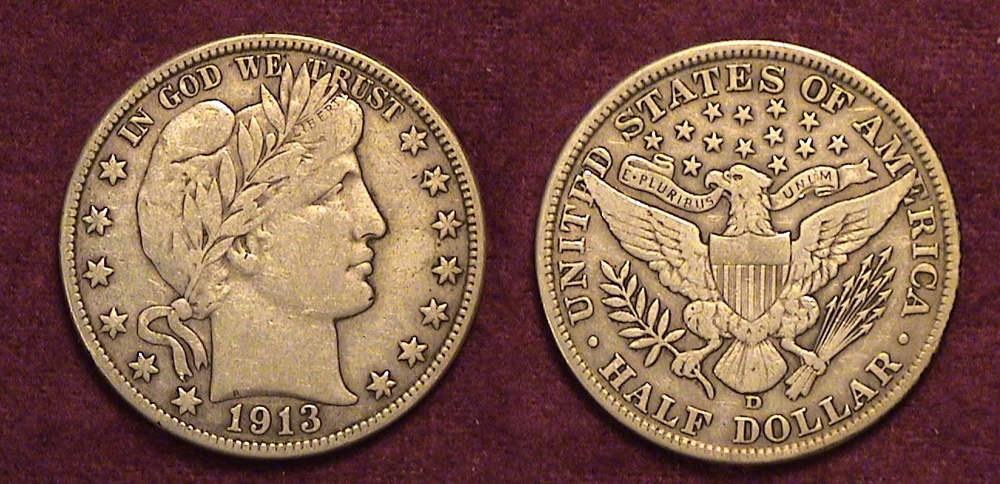 IN GOD WE TRUST
LIBERTY
1913
UNITED STATES OF AMERICA
E·PLURIBUS UNUM
D
· HALF DOLLAR ·